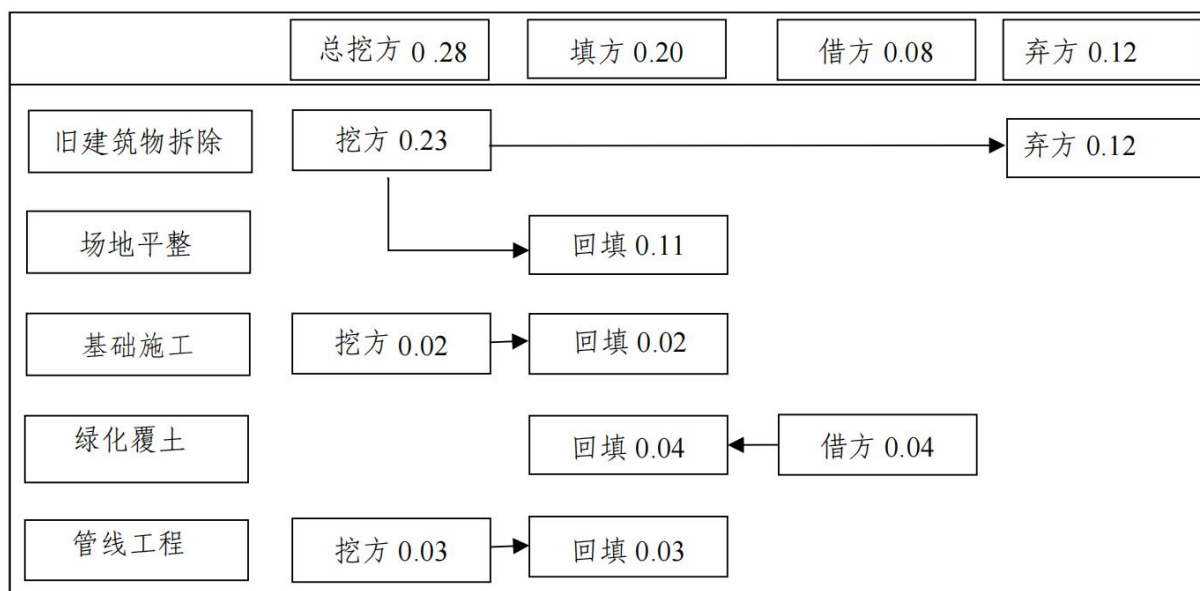 总挖方 0 .28 填方 0.20 借方 0.08 弃方 0.12
旧建筑物拆除 挖方 0.23 弃方 0.12
场地平整 回填 0.11
基础施工 挖方 0.02 回填 0.02
绿化覆土 回填 0.04 借方 0.04
管线工程 挖方 0.03 回填 0.03